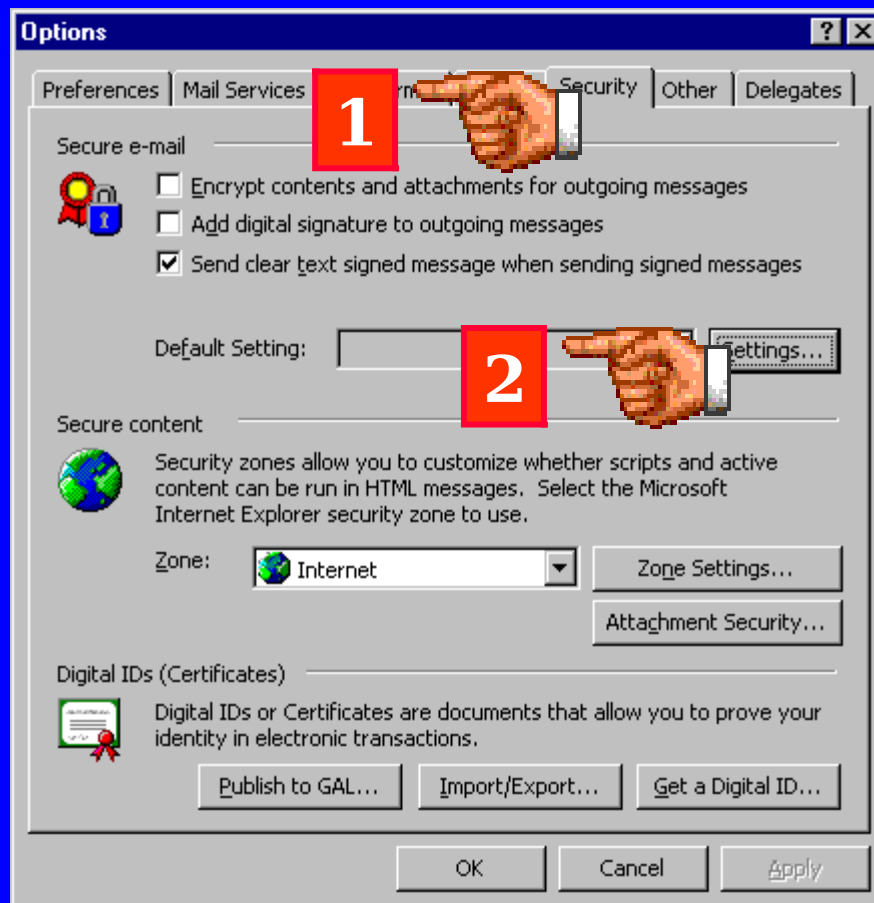 Options
Preferences Mail Services Security Other Delegates
1
Secure e-mail
Encrypt contents and attachments for outgoing messages
Add digital signature to outgoing messages
Send clear text signed message when sending signed messages
Default Setting: Settings...
2
Secure content
Security zones allow you to customize whether scripts and active
content can be run in HTML messages. Select the Microsoft
Internet Explorer security zone to use.
Zone: Internet Zone Settings...
Attachment Security...
Digital IDs (Certificates)
Digital IDs or Certificates are documents that allow you to prove your
identity in electronic transactions.
Publish to GAL... Import/Export... Get a Digital ID...
OK Cancel Apply